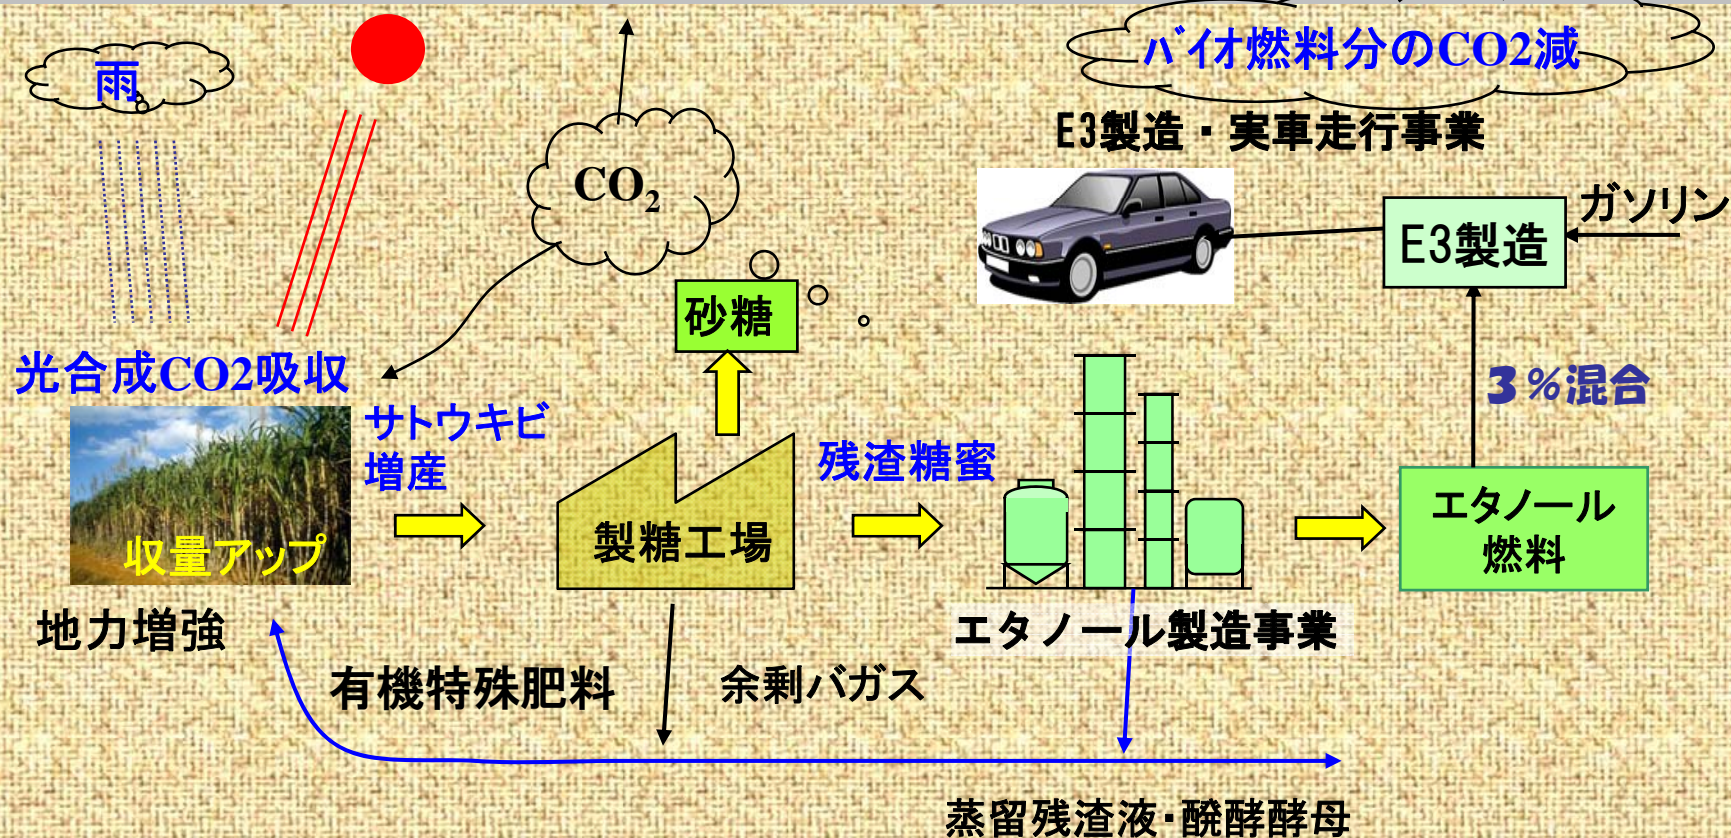 雨
バイオ燃料分のCO2減
E3製造・実車走行事業
CO2
ガソリン
E3製造
砂糖
光合成CO2吸収
3%混合
サトウキビ
増産
残渣糖蜜
収量アップ
製糖工場
エタノール
燃料
地力増強
エタノール製造事業
有機特殊肥料
余剰バガス
蒸留残渣液・醗酵酵母